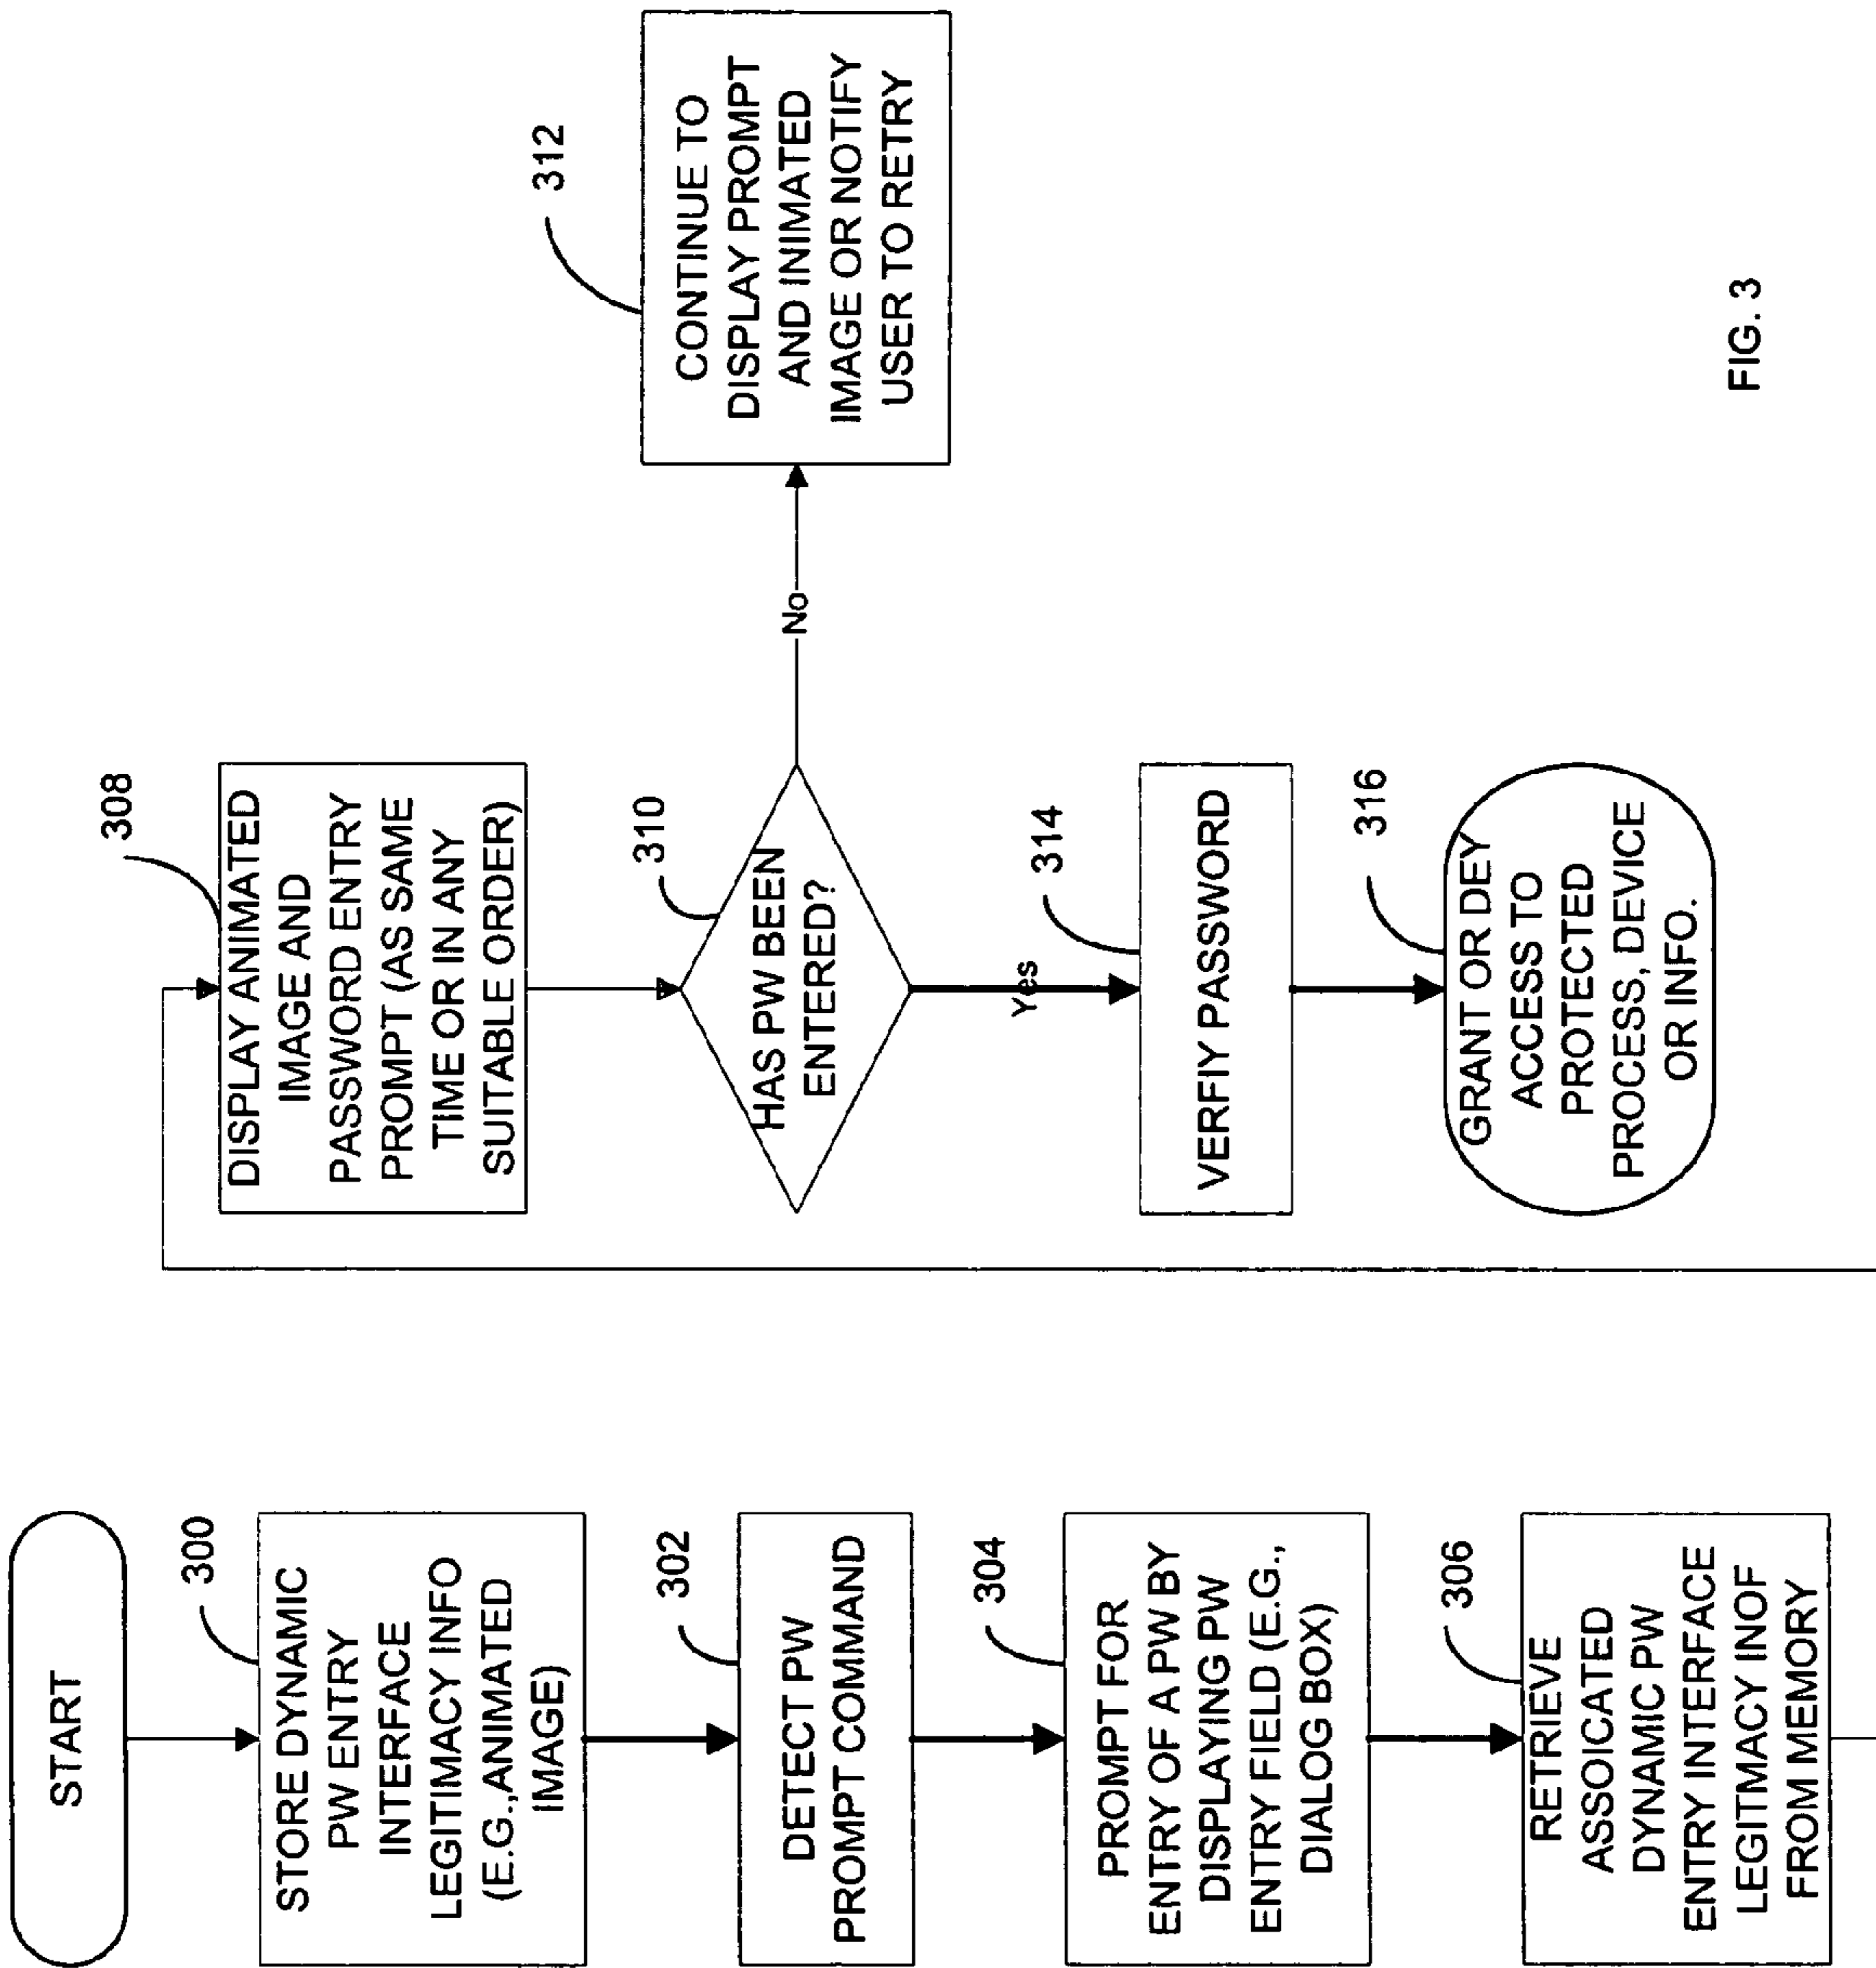 START
300
STORE DYNAMIC
PW ENTRY
INTERFACE
LEGITIMACY INFO
(E.G.,ANIMATED
IMAGE)
302
DETECT PW
PROMPT COMMAND
304
PROMPT FOR
ENTRY OF A PW BY
DISPLAYING PW
ENTRY FIELD (E.G.,
DIALOG BOX)
306
RETRIEVE
ASSOICATED
DYNAMIC PW
ENTRY INTERFACE
LEGITMACY INOF
FROM MEMORY
308
DISPLAY ANIMATED
IMAGE AND
PASSWORD ENTRY
PROMPT (AS SAME
TIME OR IN ANY
SUITABLE ORDER)
310
HAS PW BEEN
ENTERED?
No
312
CONTINUE TO
DISPLAY PROMPT
AND INIMATED
IMAGE OR NOTIFY
USER TO RETRY
Yes
314
VERFIY PASSWORD
316
GRANT OR DEY
ACCESS TO
PROTECTED
PROCESS, DEVICE
OR INFO.
FIG. 3